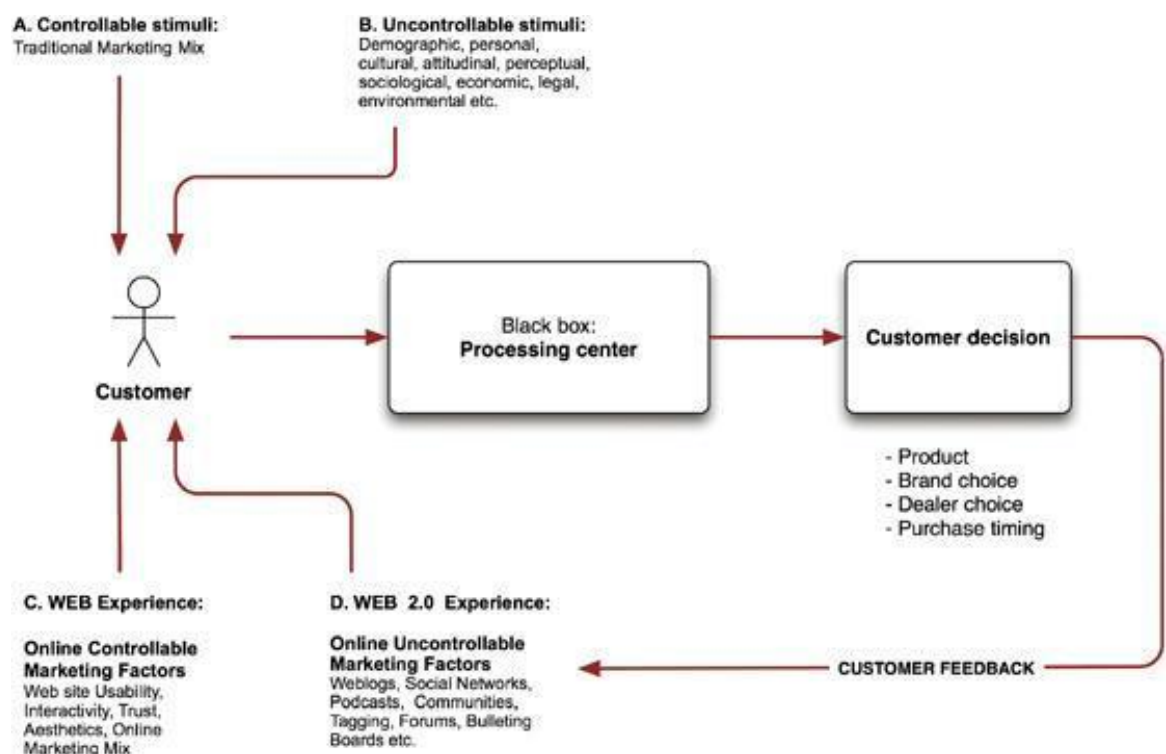 A. Controllable stimuli:
Traditional Marketing Mix
B. Uncontrollable stimuli:
Demographic, personal,
cultural, attitudinal, perceptual,
sociological, economic, legal,
environmental etc.
Customer
Black box:
Processing center
Customer decision
- Product
- Brand choice
- Dealer choice
- Purchase timing
C. WEB Experience:
Online Controllable
Marketing Factors
Web site Usability,
Interactivity, Trust,
Aesthetics, Online
Marketing Mix
D. WEB 2.0 Experience:
Online Uncontrollable
Marketing Factors
Weblogs, Social Networks,
Podcasts, Communities,
Tagging, Forums, Bulleting
Boards etc.
CUSTOMER FEEDBACK